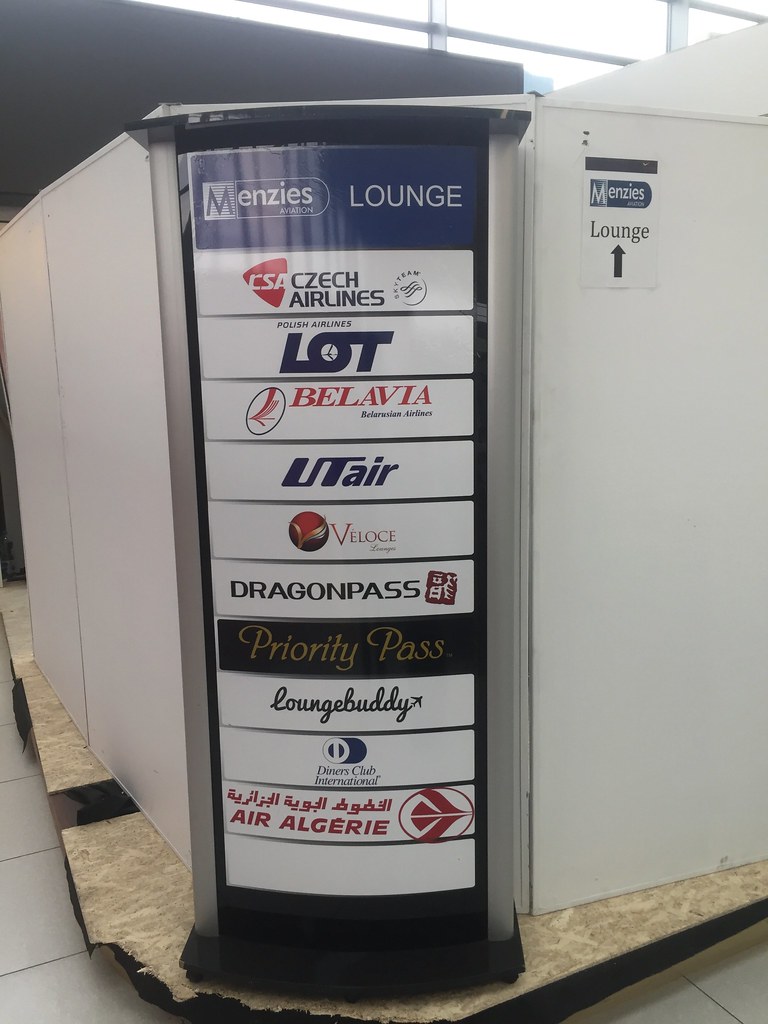 Menzies
AVIATION
LOUNGE
CSA CZECH
AIRLINES
SKYTEAM
POLISH AIRLINES
LOT
BELAVIA
Belarusian Airlines
UTair
VÉLOCE
Lounges
DRAGONPASS 龍
Priority Pass
Loungebuddy
Diners Club
International®
الخطوط الجوية الجزائرية
AIR ALGÉRIE
Menzies
AVIATION
Lounge